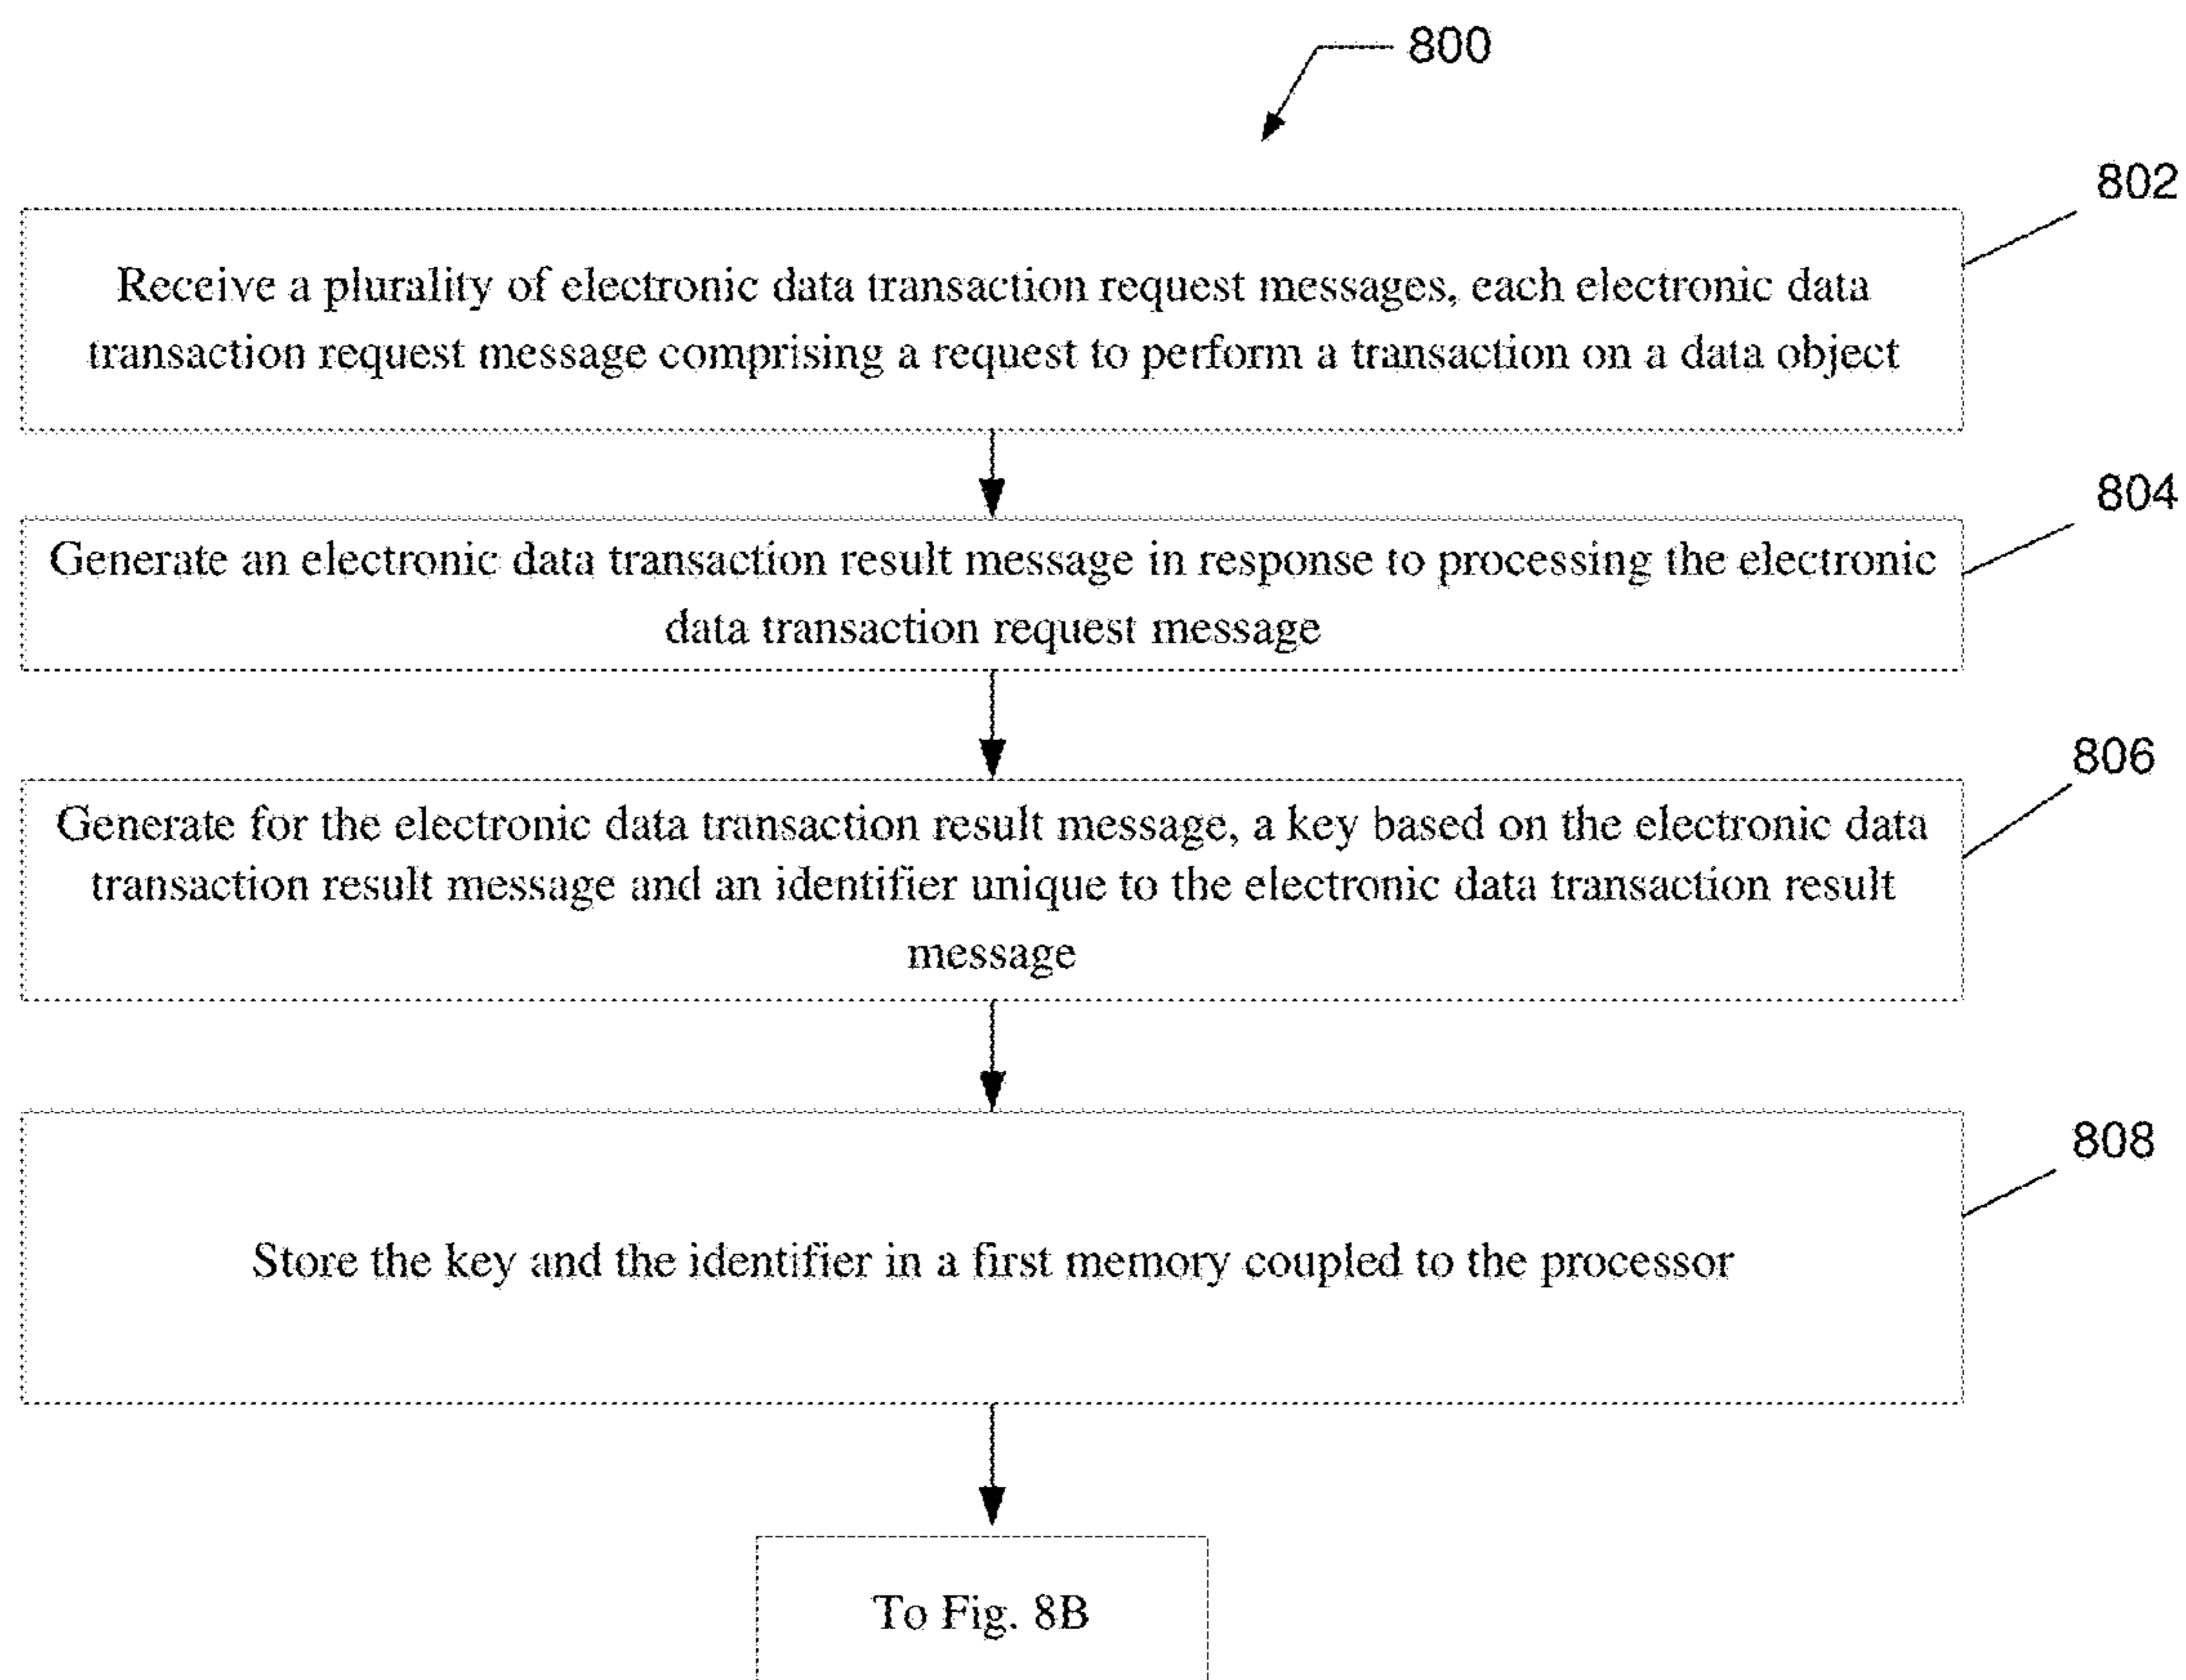 800
802
Receive a plurality of electronic data transaction request messages, each electronic data
transaction request message comprising a request to perform a transaction on a data object
804
Generate an electronic data transaction result message in response to processing the electronic
data transaction request message
806
Generate for the electronic data transaction result message, a key based on the electronic data
transaction result message and an identifier unique to the electronic data transaction result
message
808
Store the key and the identifier in a first memory coupled to the processor
To Fig. 8B